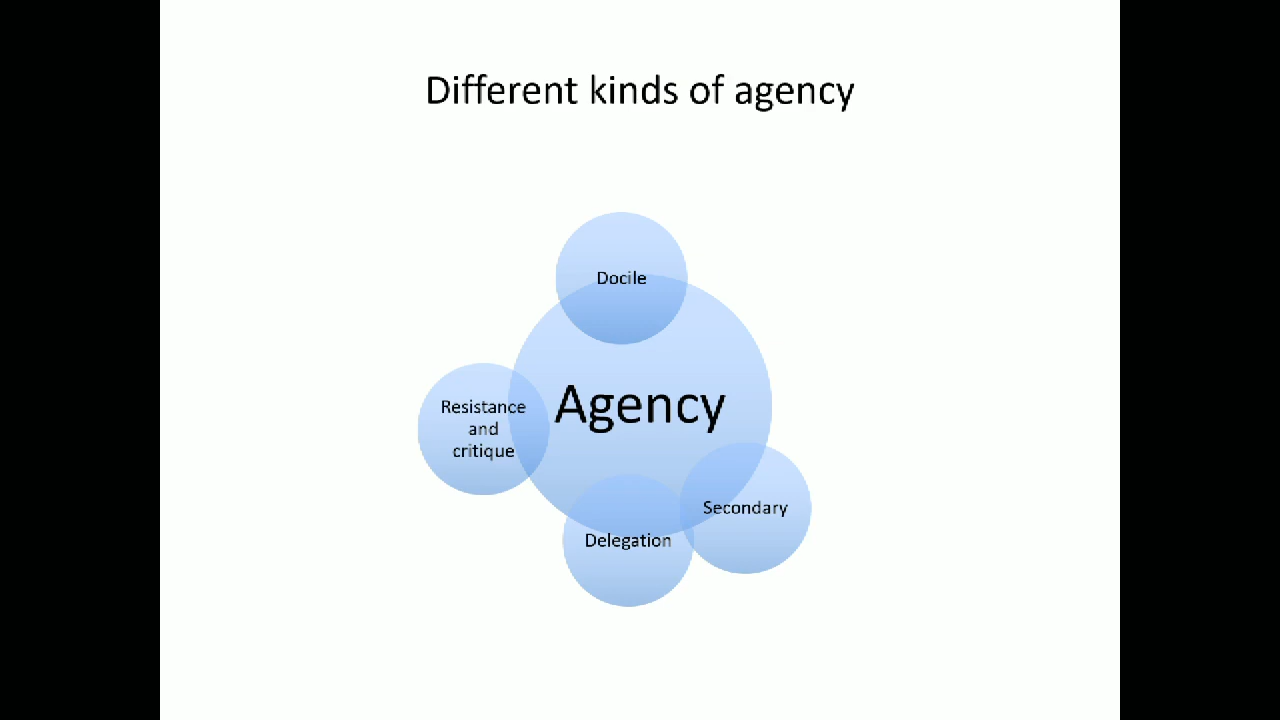 Different kinds of agency
Docile
Agency
Resistance
and
critique
Secondary
Delegation